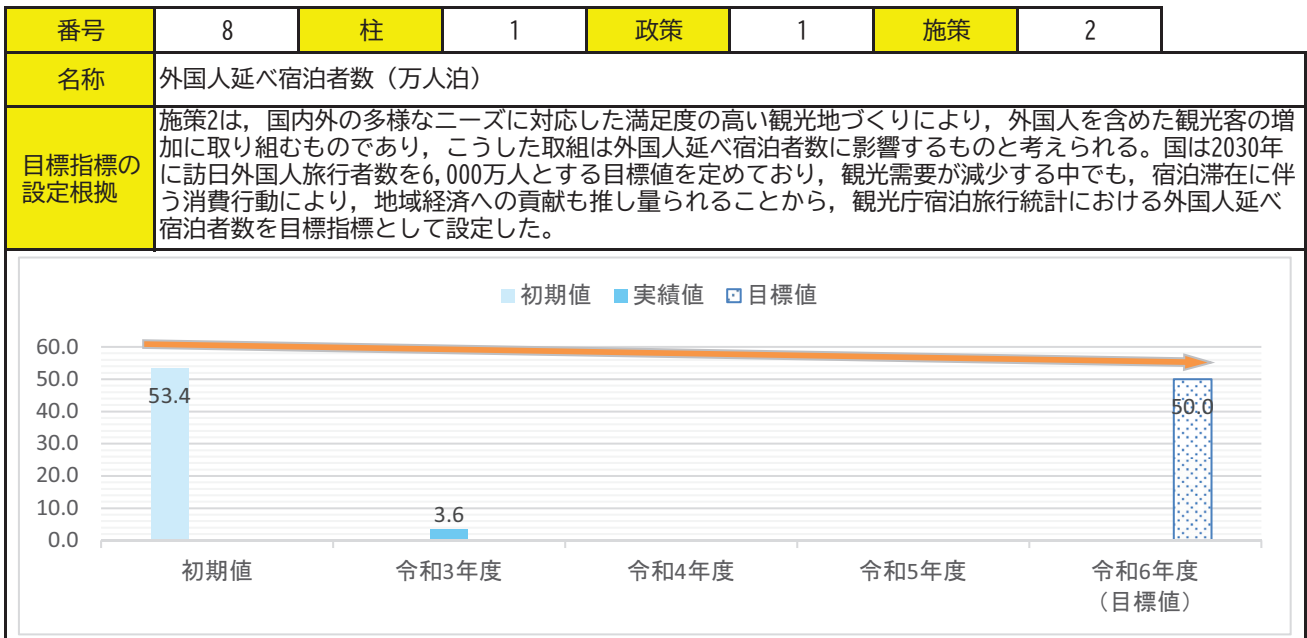 番号 8 柱 1 政策 1 施策 2
名称 外国人延べ宿泊者数（万人泊）
目標指標の設定根拠
施策2は，国内外の多様なニーズに対応した満足度の高い観光地づくりにより，外国人を含めた観光客の増
加に取り組むものであり，こうした取組は外国人延べ宿泊者数に影響するものと考えられる。国は2030年
に訪日外国人旅行者数を6,000万人とする目標値を定めており，観光需要が減少する中でも，宿泊滞在に伴
う消費行動により，地域経済への貢献も推し量られることから，観光庁宿泊旅行統計における外国人延べ
宿泊者数を目標指標として設定した。
初期値 実績値 目標値
60.0
50.0
40.0
30.0
20.0
10.0
0.0
53.4
3.6
50.0
初期値 令和3年度 令和4年度 令和5年度 令和6年度
（目標値）